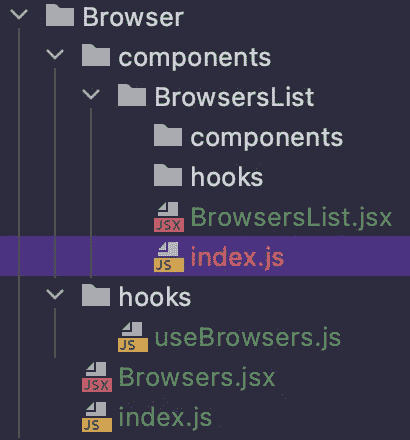 Browser
components
BrowsersList
components
hooks
JSX BrowsersList.jsx
JS index.js
hooks
JS useBrowsers.js
JSX Browsers.jsx
JS index.js